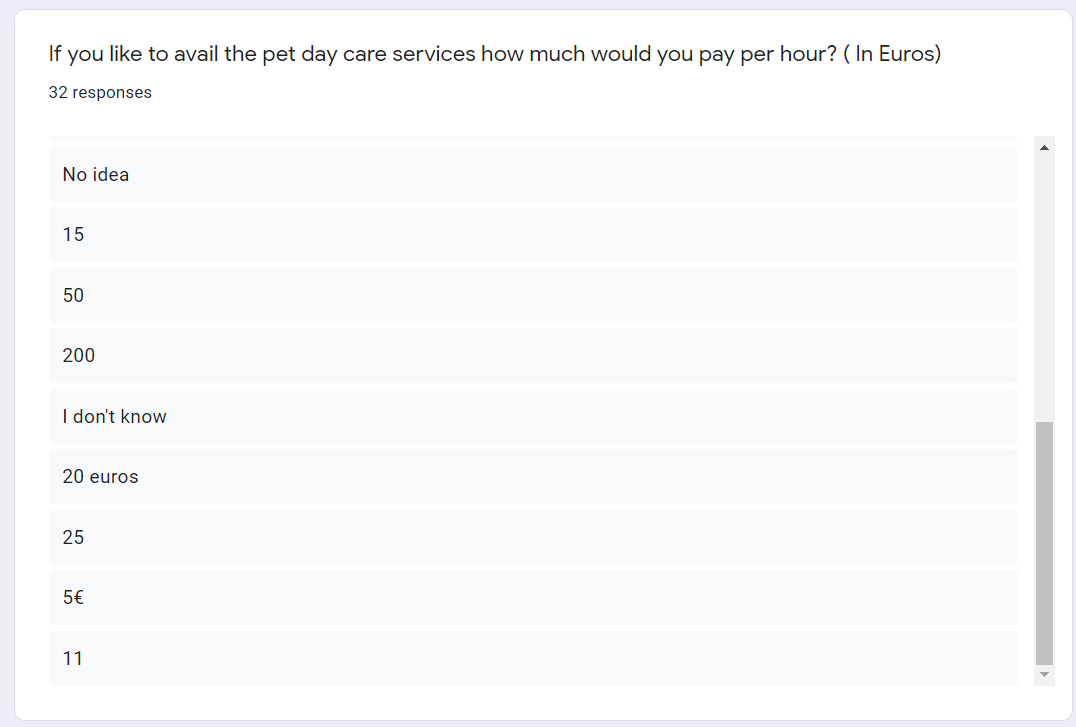 If you like to avail the pet day care services how much would you pay per hour? ( In Euros)
32 responses
No idea
15
50
200
I don't know
20 euros
25
5€
11